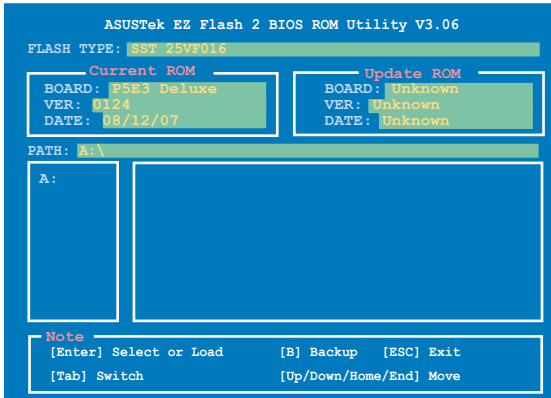 ASUSTek EZ Flash 2 BIOS ROM Utility V3.06
FLASH TYPE: SST 25VF016
Current ROM
BOARD: P5E3 Deluxe
VER: 0124
DATE: 08/12/07
Update ROM
BOARD: Unknown
VER: Unknown
DATE: Unknown
PATH: A:\
A:
Note
[Enter] Select or Load [B] Backup [ESC] Exit
[Tab] Switch [Up/Down/Home/End] Move